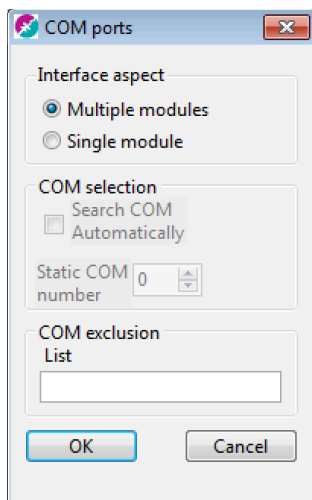 COM ports
Interface aspect
Multiple modules
Single module
COM selection
Search COM
Automatically
Static COM
number
0
COM exclusion
List
OK
Cancel